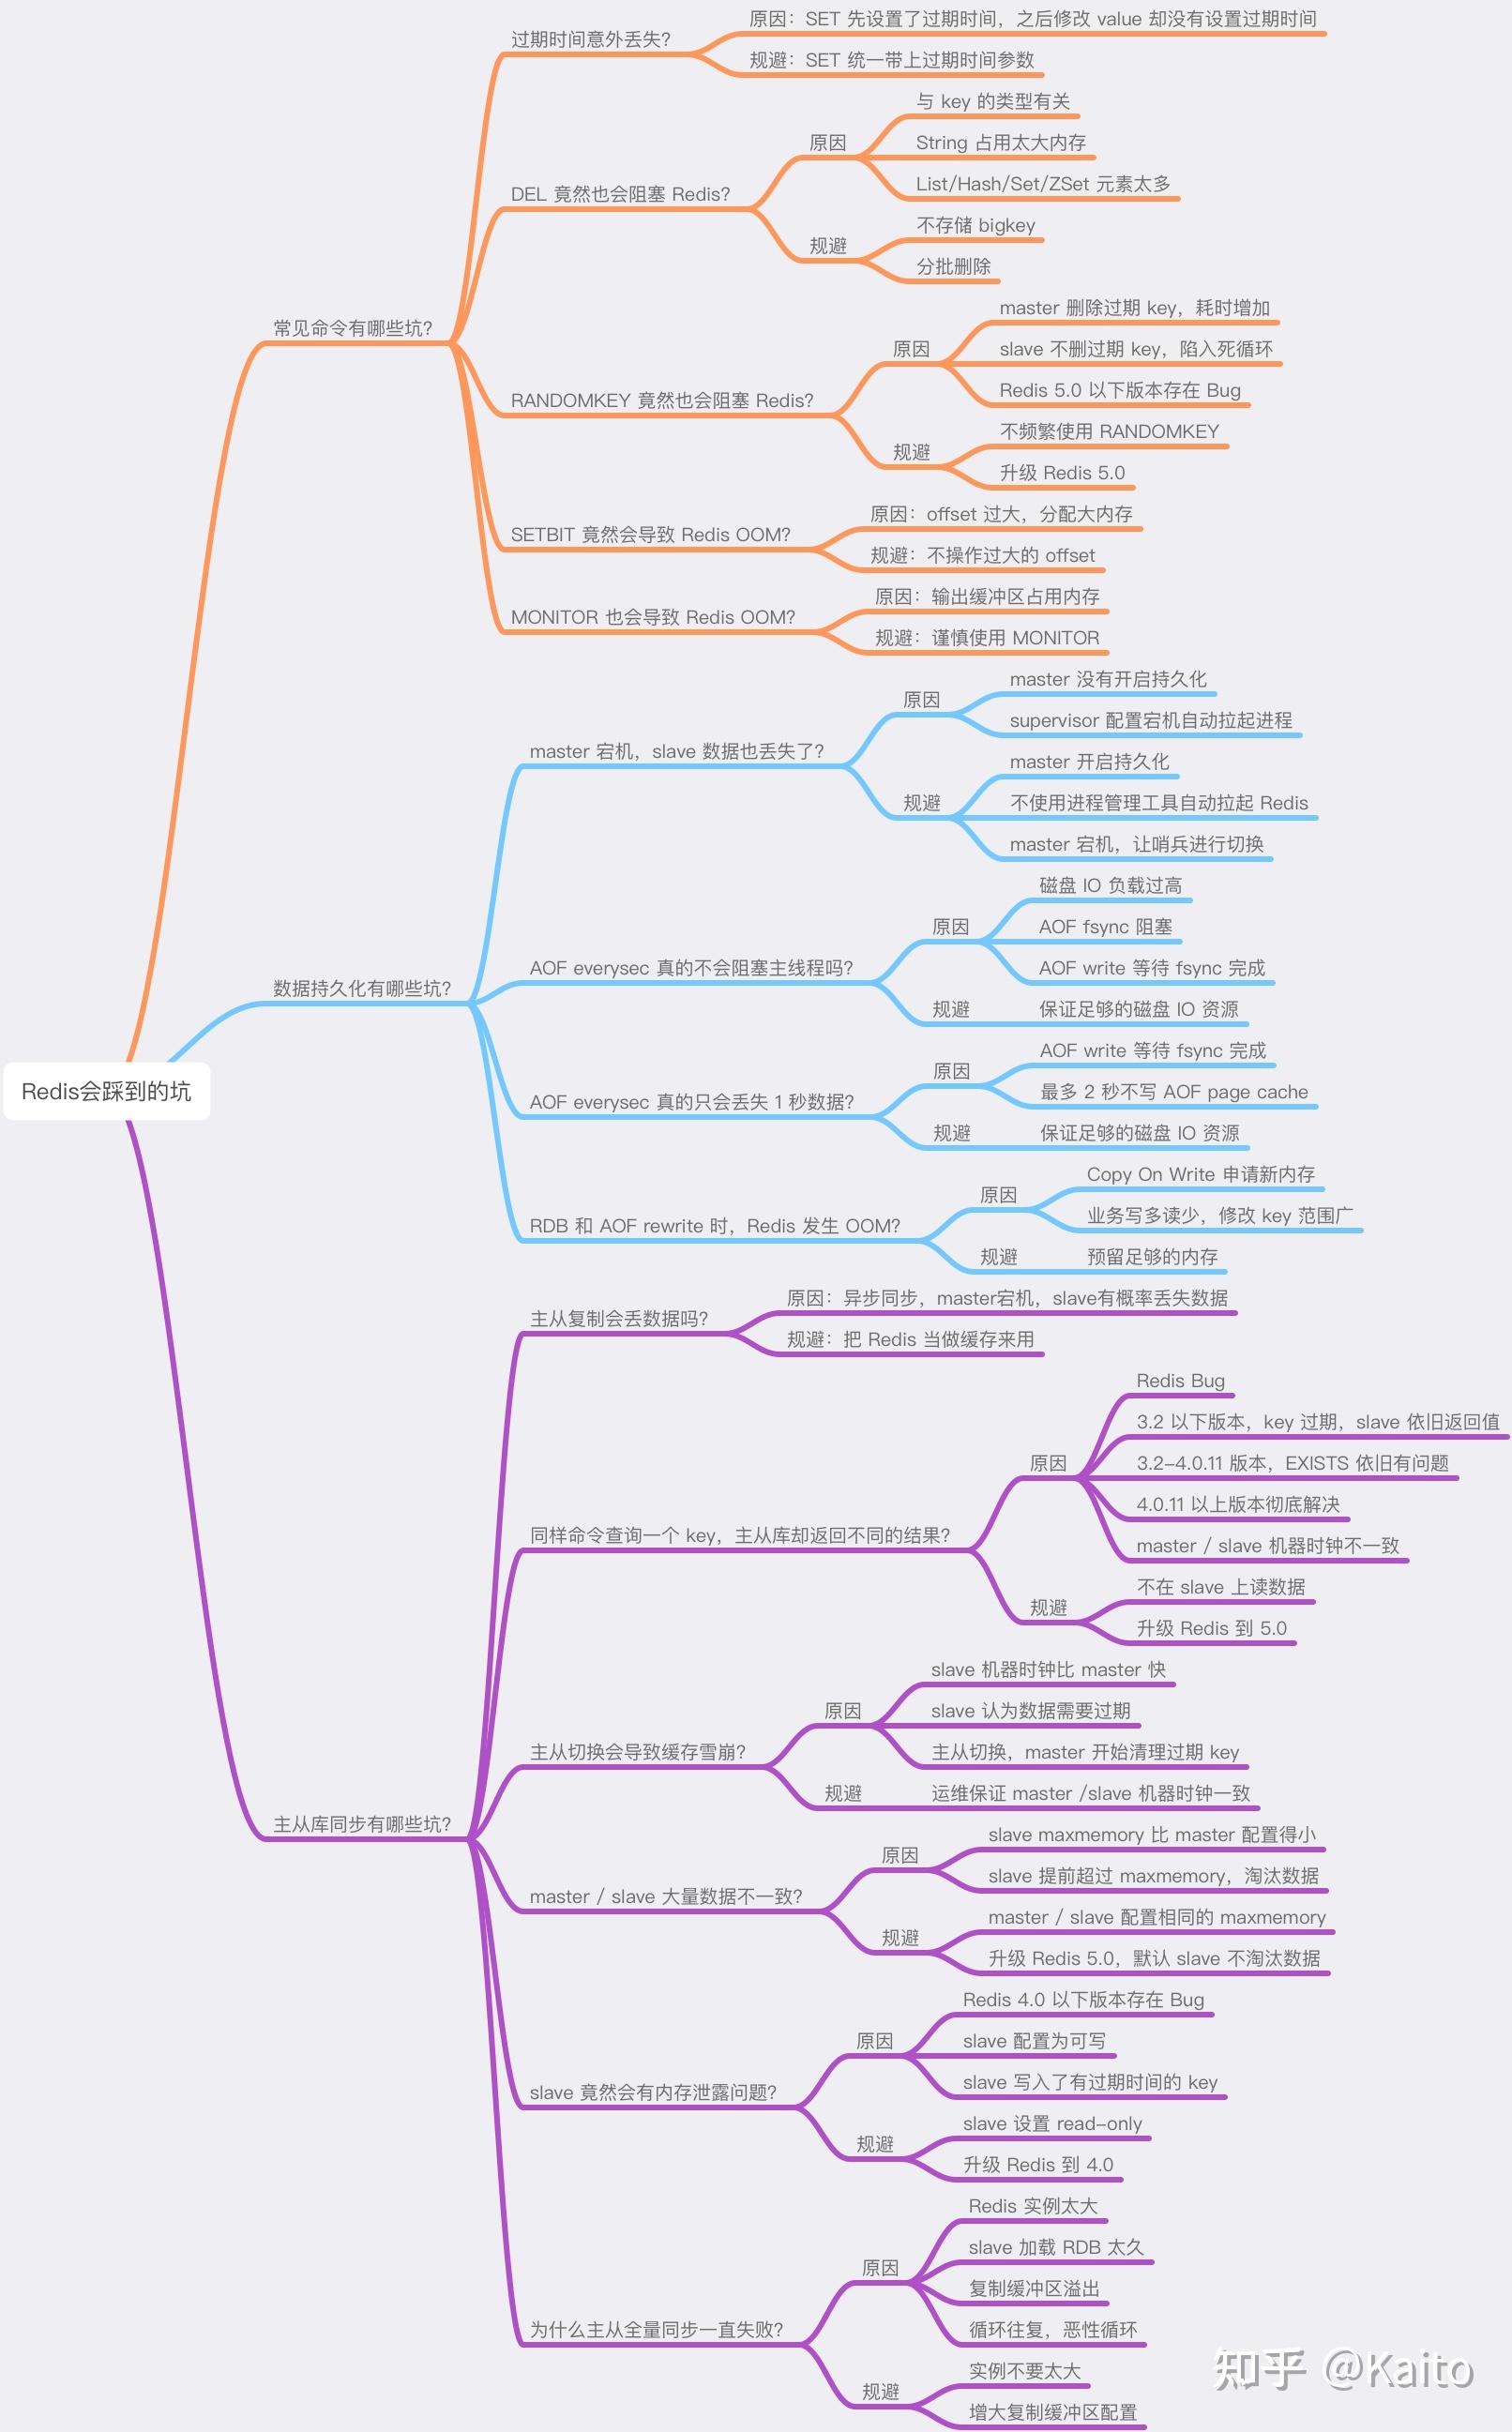 Redis会踩到的坑
常见命令有哪些坑?
过期时间意外丢失?
原因：SET 先设置了过期时间，之后修改 value 却没有设置过期时间
规避：SET 统一带上过期时间参数
DEL 竟然也会阻塞 Redis?
原因
与 key 的类型有关
String 占用太大内存
List/Hash/Set/ZSet 元素太多
规避
不存储 bigkey
分批删除
RANDOMKEY 竟然也会阻塞 Redis?
原因
master 删除过期 key，耗时增加
slave 不删过期 key，陷入死循环
Redis 5.0 以下版本存在 Bug
规避
不频繁使用 RANDOMKEY
升级 Redis 5.0
SETBIT 竟然会导致 Redis OOM?
原因：offset 过大，分配大内存
规避：不操作过大的 offset
MONITOR 也会导致 Redis OOM?
原因：输出缓冲区占用内存
规避：谨慎使用 MONITOR
数据持久化有哪些坑?
master 宕机，slave 数据也丢失了?
原因
master 没有开启持久化
supervisor 配置宕机自动拉起进程
规避
master 开启持久化
不使用进程管理工具自动拉起 Redis
master 宕机，让哨兵进行切换
AOF everysec 真的不会阻塞主线程吗?
原因
磁盘 IO 负载过高
AOF fsync 阻塞
AOF write 等待 fsync 完成
规避
保证足够的磁盘 IO 资源
AOF everysec 真的只会丢失 1 秒数据?
原因
AOF write 等待 fsync 完成
最多 2 秒不写 AOF page cache
规避
保证足够的磁盘 IO 资源
RDB 和 AOF rewrite 时，Redis 发生 OOM?
原因
Copy On Write 申请新内存
业务写多读少，修改 key 范围广
规避
预留足够的内存
主从库同步有哪些坑?
主从复制会丢数据吗?
原因：异步同步，master宕机，slave有概率丢失数据
规避：把 Redis 当做缓存来用
同样命令查询一个 key，主从库却返回不同的结果?
原因
Redis Bug
3.2 以下版本，key 过期，slave 依旧返回值
3.2-4.0.11 版本，EXISTS 依旧有问题
4.0.11 以上版本彻底解决
master / slave 机器时钟不一致
规避
不在 slave 上读数据
升级 Redis 到 5.0
主从切换会导致缓存雪崩?
原因
slave 机器时钟比 master 快
slave 认为数据需要过期
主从切换，master 开始清理过期 key
规避
运维保证 master /slave 机器时钟一致
master / slave 大量数据不一致?
原因
slave maxmemory 比 master 配置得小
slave 提前超过 maxmemory，淘汰数据
规避
master / slave 配置相同的 maxmemory
升级 Redis 5.0，默认 slave 不淘汰数据
slave 竟然会有内存泄露问题?
原因
Redis 4.0 以下版本存在 Bug
slave 配置为可写
slave 写入了有过期时间的 key
规避
slave 设置 read-only
升级 Redis 到 4.0
为什么主从全量同步一直失败?
原因
Redis 实例太大
slave 加载 RDB 太久
复制缓冲区溢出
循环往复，恶性循环
规避
实例不要太大
增大复制缓冲区配置
知乎 @Kaito